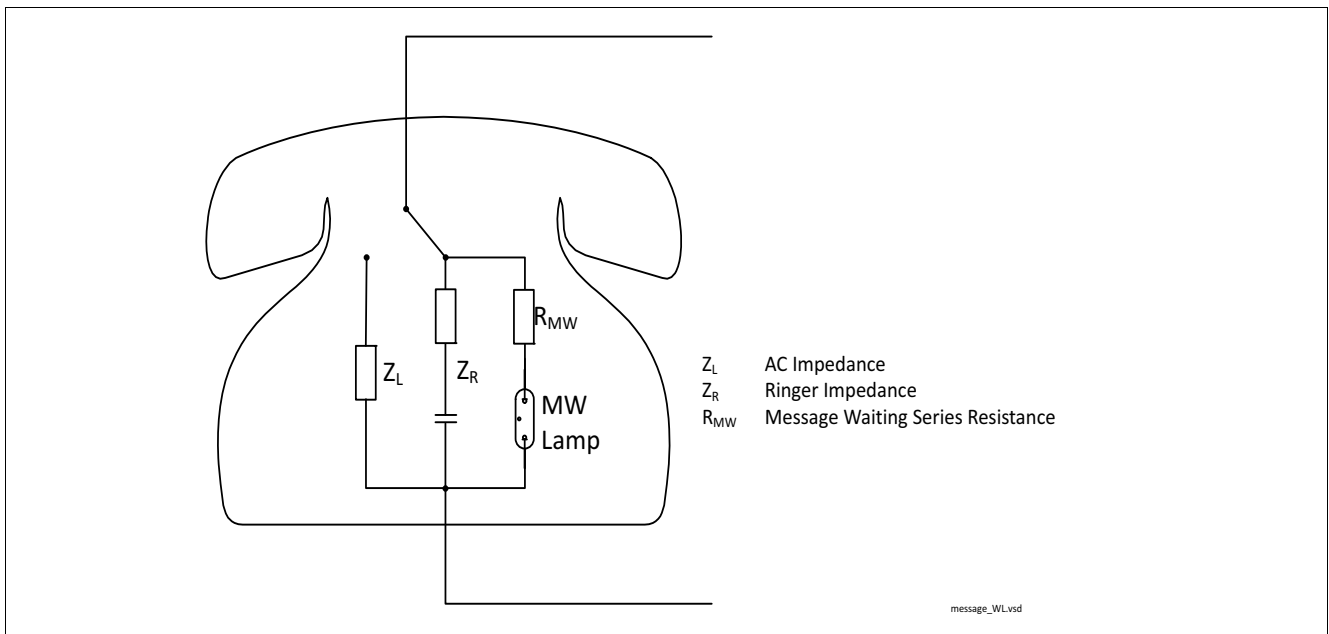 R_MW
Z_L Z_R
MW
Lamp
Z_L AC Impedance
Z_R Ringer Impedance
R_MW Message Waiting Series Resistance
message_WL.vsd